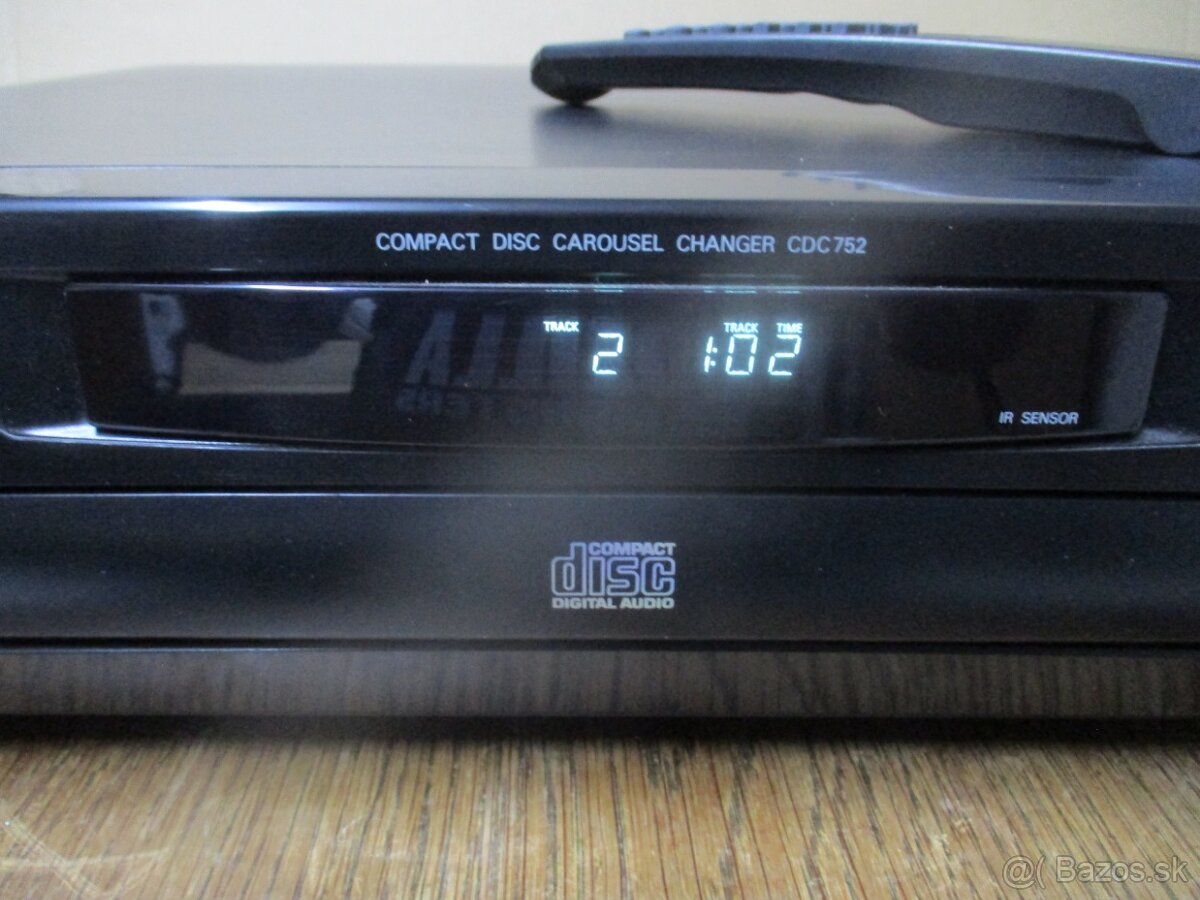 COMPACT DISC CAROUSEL CHANGER CDC752
TRACK TRACK TIME
2 1:02
IR SENSOR
COMPACT
disc
DIGITAL AUDIO
@( Bazos.sk